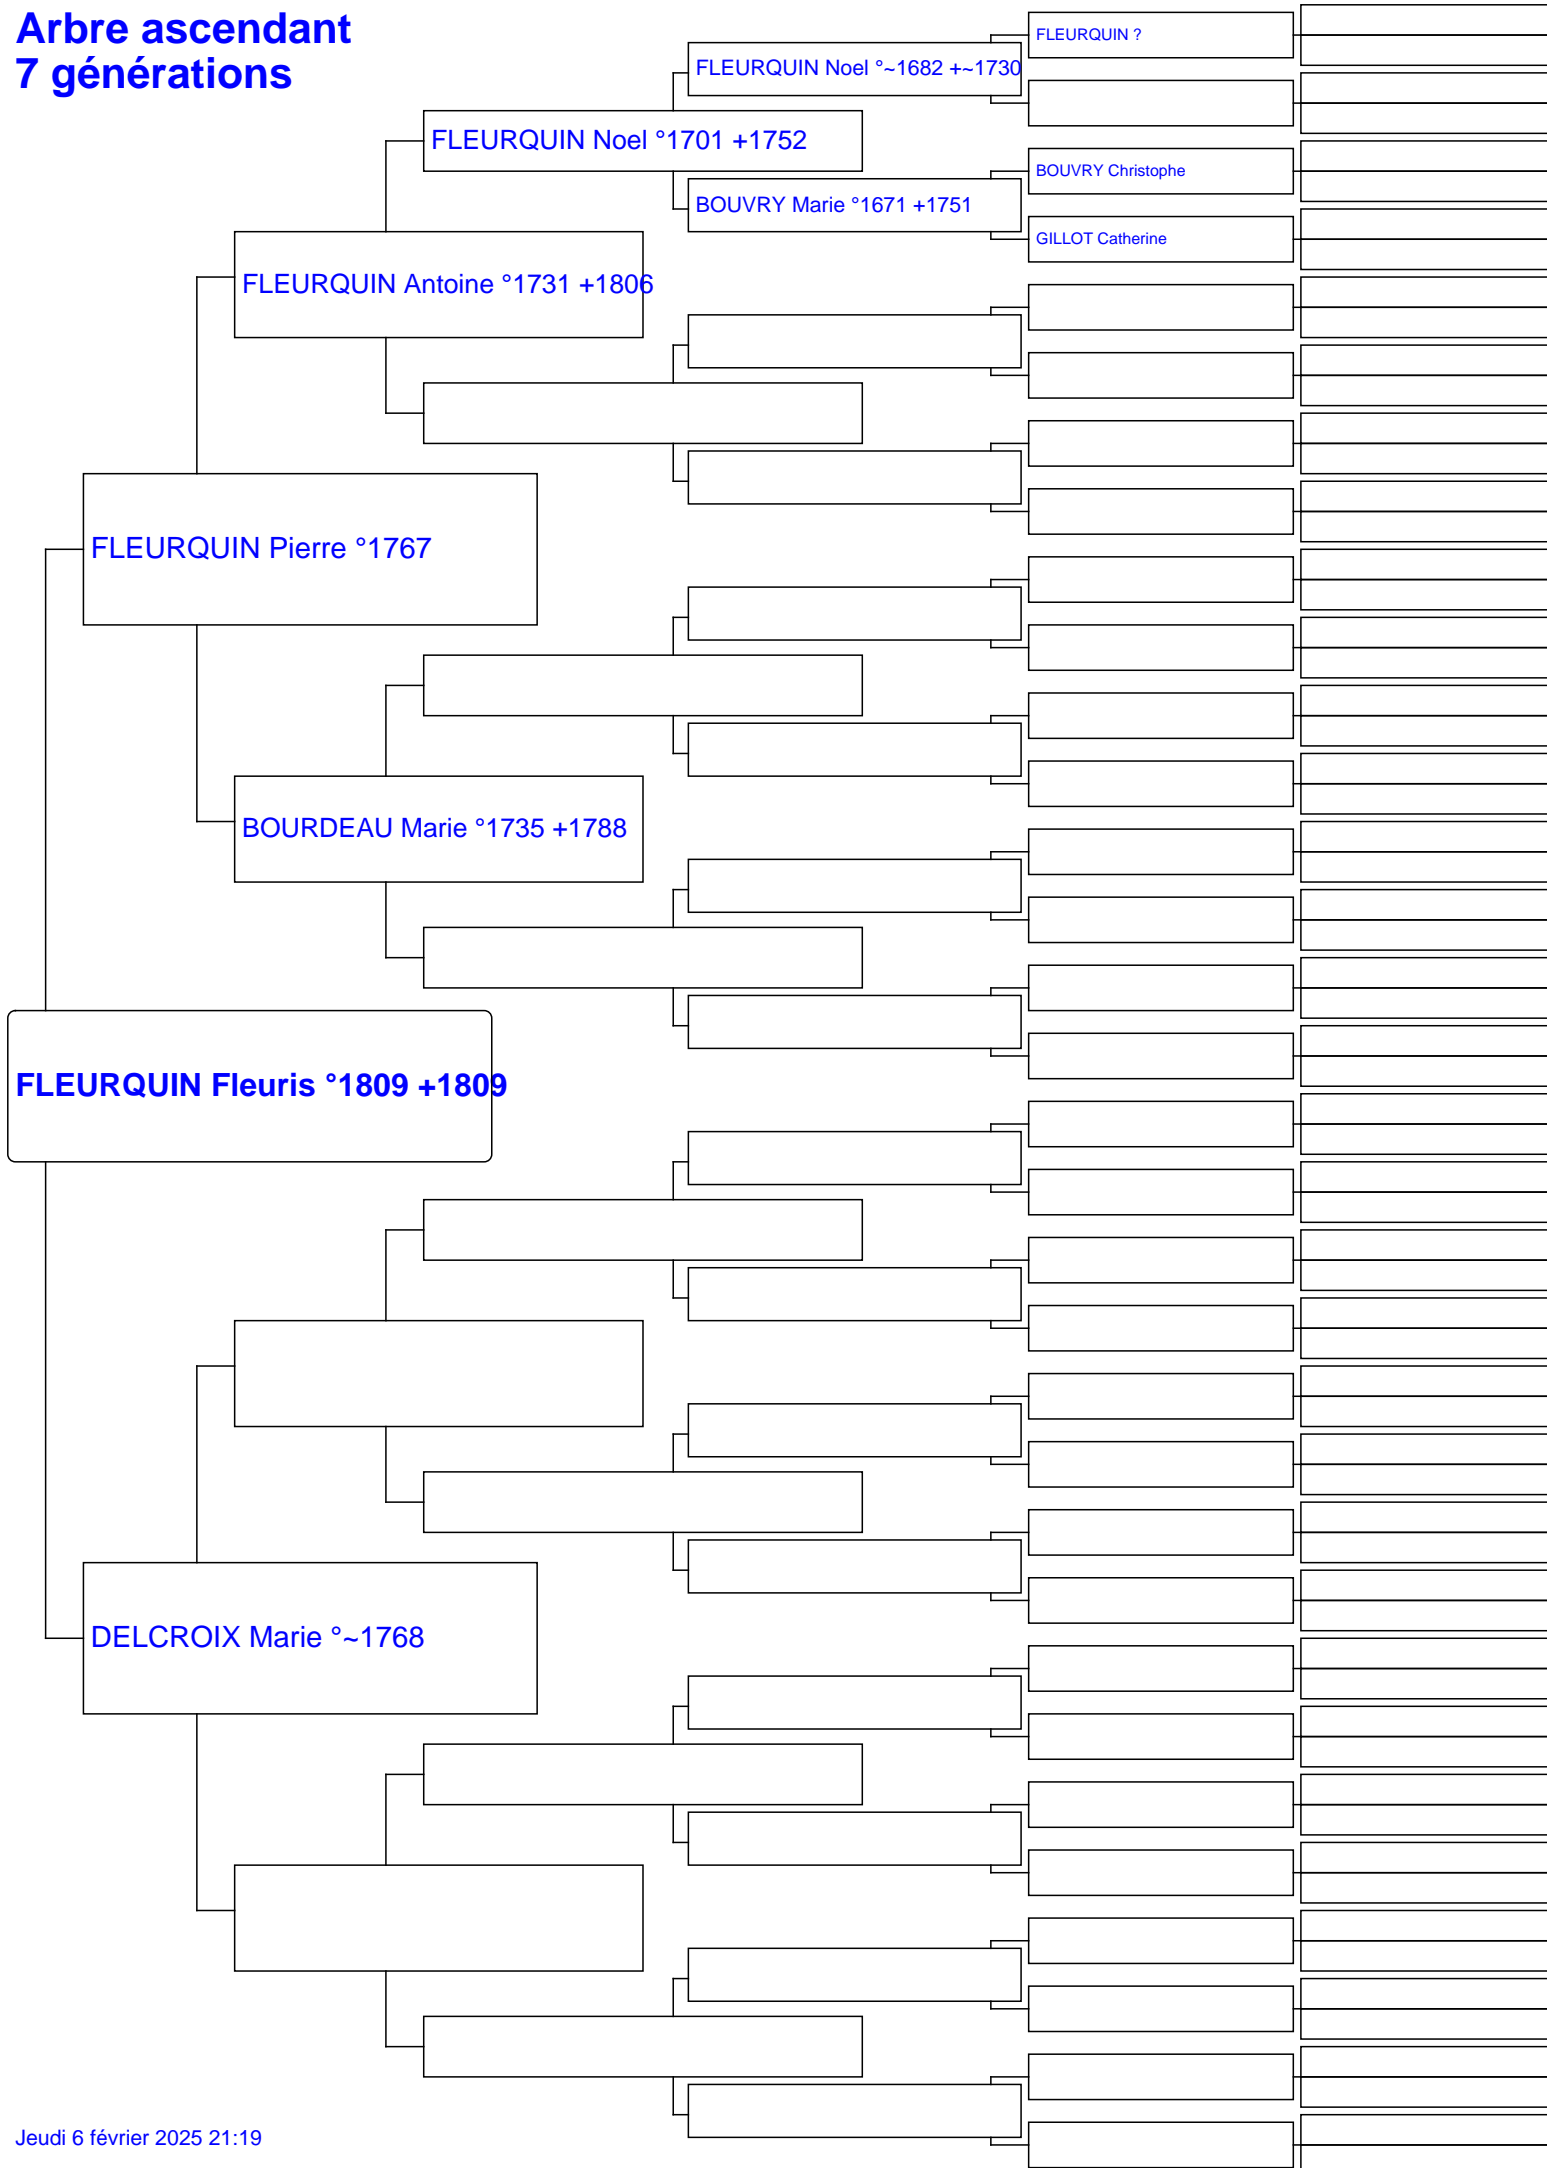 Arbre ascendant
7 générations
FLEURQUIN ?
FLEURQUIN Noel °~1682 +~1730
FLEURQUIN Noel °1701 +1752
BOUVRY Christophe
BOUVRY Marie °1671 +1751
GILLOT Catherine
FLEURQUIN Antoine °1731 +1806
FLEURQUIN Pierre °1767
BOURDEAU Marie °1735 +1788
FLEURQUIN Fleuris °1809 +1809
DELCROIX Marie °~1768
Jeudi 6 février 2025 21:19